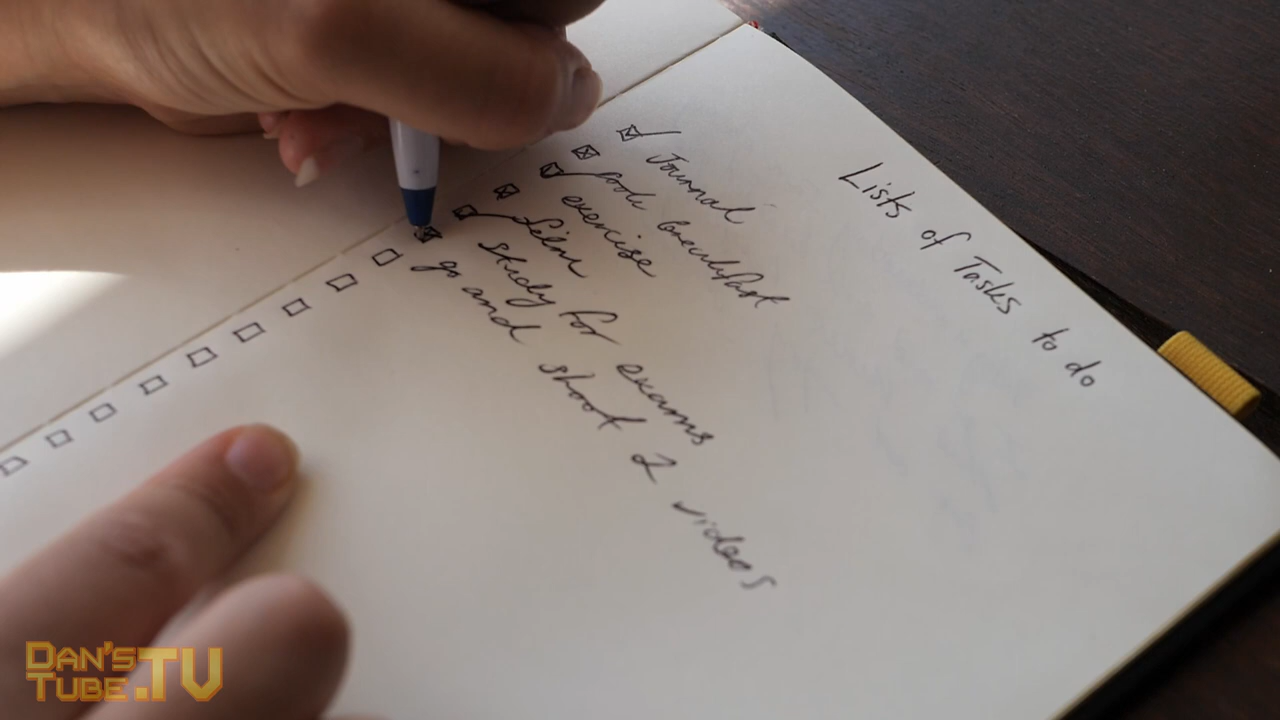 Lists of Tasks to do
Journal
cook breakfast
exercise
film
study for exams
go and shoot 2 videos
DAN'S
TUBE.TV